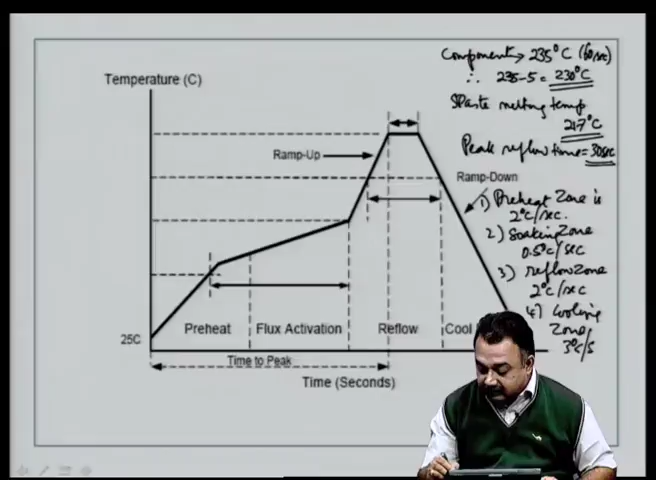 Component → 235°C (60sec)
Temperature (C)
∴ 235-5 = 230°C
SPaste melting temp
217°C
Peak reflow time = 30sec
Ramp-Up
Ramp-Down
1) Preheat Zone is
2°c/sec.
2) Soaking Zone
0.5°c/sec
3) reflow zone
2°c/sec
4) Cooling
Zone,
3°c/s
25C
Preheat
Flux Activation
Reflow
Cool
Time to Peak
Time (Seconds)